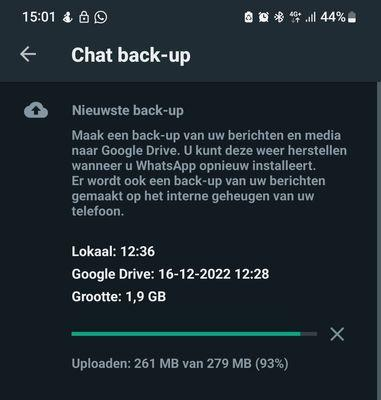 15:01 4G+ 44%
Chat back-up
Nieuwste back-up
Maak een back-up van uw berichten en media
naar Google Drive. U kunt deze weer herstellen
wanneer u WhatsApp opnieuw installeert.
Er wordt ook een back-up van uw berichten
gemaakt op het interne geheugen van uw
telefoon.
Lokaal: 12:36
Google Drive: 16-12-2022 12:28
Grootte: 1,9 GB
Uploaden: 261 MB van 279 MB (93%)